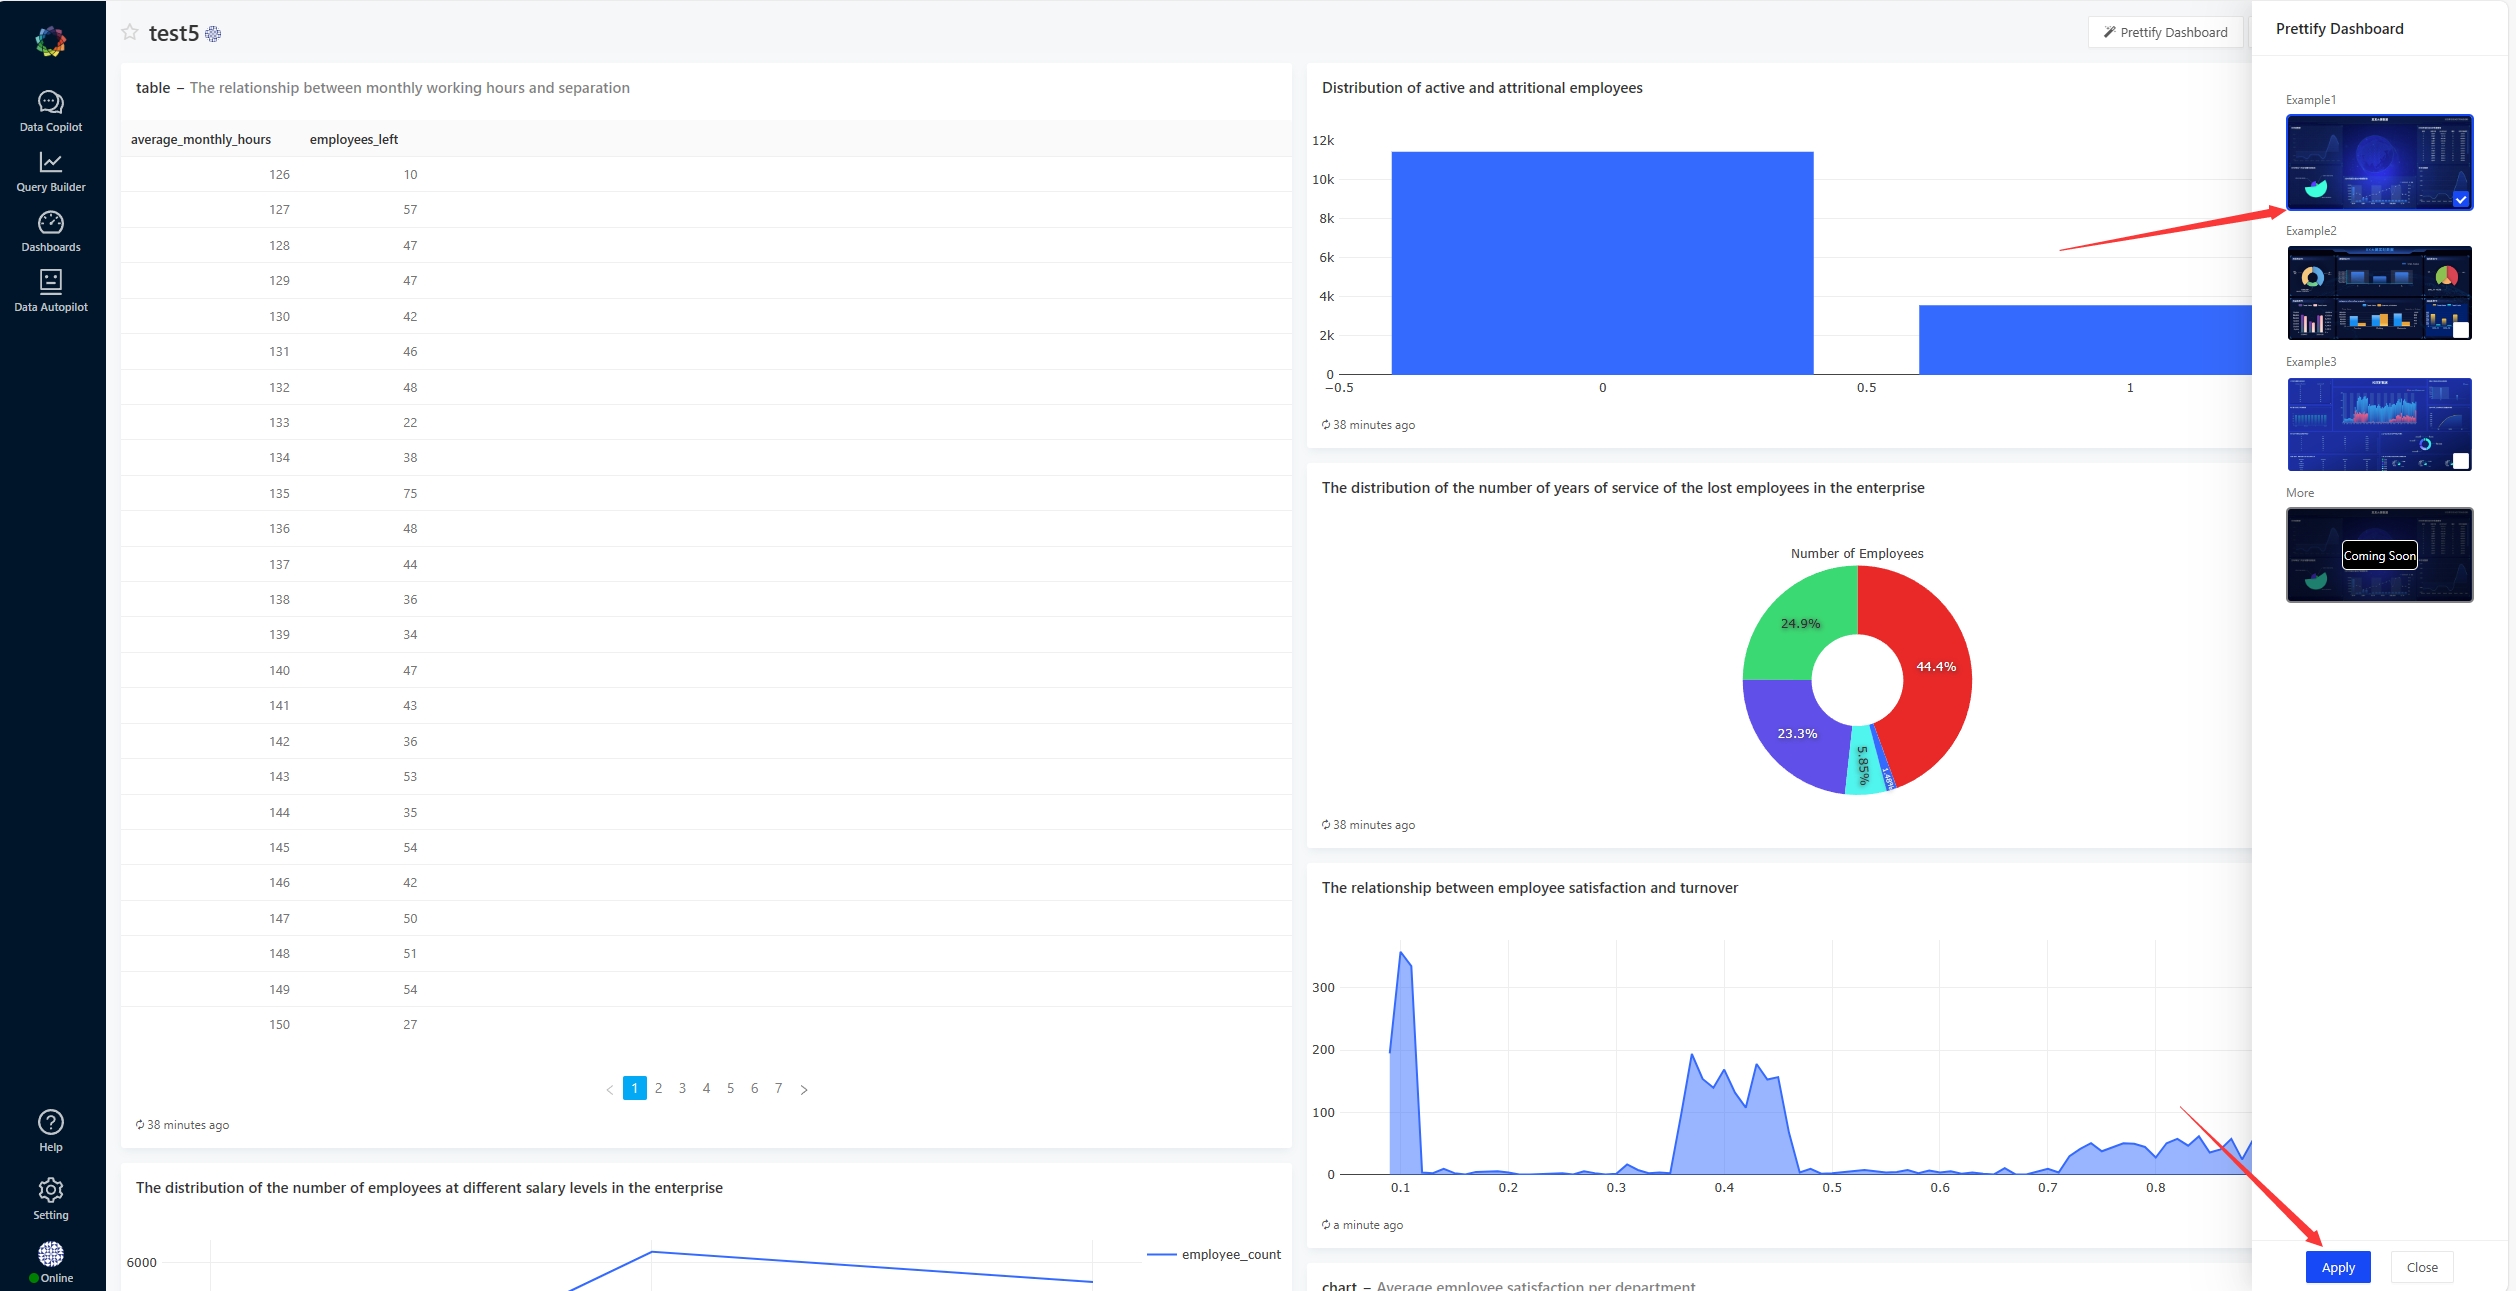 Data Copilot
Query Builder
Dashboards
Data Autopilot
Help
Setting
Online
test5
Prettify Dashboard
table – The relationship between monthly working hours and separation
average_monthly_hours employees_left
126 10
127 57
128 47
129 47
130 42
131 46
132 48
133 22
134 38
135 75
136 48
137 44
138 36
139 34
140 47
141 43
142 36
143 53
144 35
145 54
146 42
147 50
148 51
149 54
150 27
< 1 2 3 4 5 6 7 >
38 minutes ago
The distribution of the number of employees at different salary levels in the enterprise
6000
employee_count
Distribution of active and attritional employees
12k
10k
8k
6k
4k
2k
0
−0.5 0 0.5 1
38 minutes ago
The distribution of the number of years of service of the lost employees in the enterprise
Number of Employees
24.9%
44.4%
23.3%
5.85%
1.48%
38 minutes ago
The relationship between employee satisfaction and turnover
300
200
100
0
0.1 0.2 0.3 0.4 0.5 0.6 0.7 0.8
a minute ago
chart – Average employee satisfaction per department
Prettify Dashboard
Example1
Example2
Example3
More
Coming Soon
Apply Close